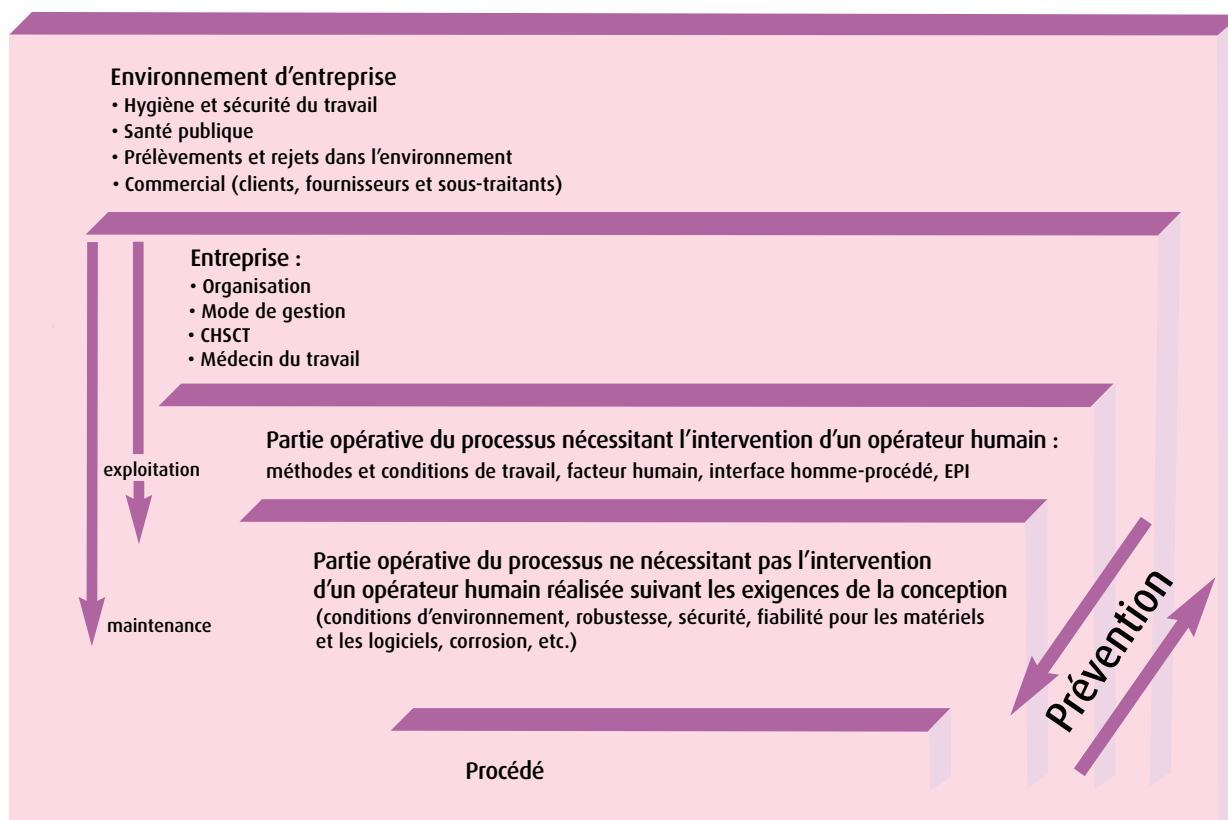 Environnement d’entreprise
• Hygiène et sécurité du travail
• Santé publique
• Prélèvements et rejets dans l’environnement
• Commercial (clients, fournisseurs et sous-traitants)
Entreprise :
• Organisation
• Mode de gestion
• CHSCT
• Médecin du travail
Partie opérative du processus nécessitant l’intervention d’un opérateur humain :
méthodes et conditions de travail, facteur humain, interface homme-procédé, EPI
exploitation
Partie opérative du processus ne nécessitant pas l’intervention
d’un opérateur humain réalisée suivant les exigences de la conception
(conditions d’environnement, robustesse, sécurité, fiabilité pour les matériels
et les logiciels, corrosion, etc.)
maintenance
Prévention
Procédé